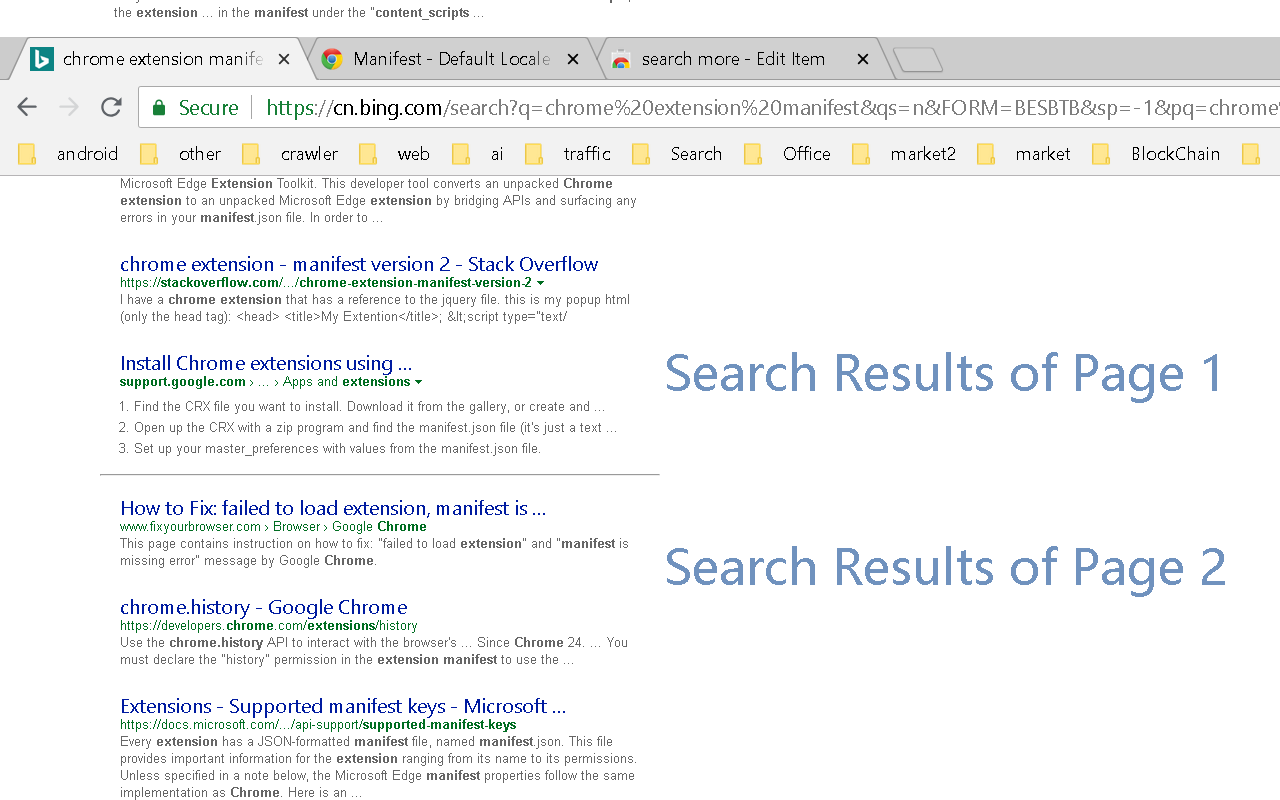 the extension ... in the manifest under the "content_scripts ...
chrome extension manife
Manifest - Default Locale
search more - Edit Item
Secure
https://cn.bing.com/search?q=chrome%20extension%20manifest&qs=n&FORM=BESBTB&sp=-1&pq=chrome%
android
other
crawler
web
ai
traffic
Search
Office
market2
market
BlockChain
Microsoft Edge Extension Toolkit. This developer tool converts an unpacked Chrome
extension to an unpacked Microsoft Edge extension by bridging APIs and surfacing any
errors in your manifest.json file. In order to ...
chrome extension - manifest version 2 - Stack Overflow
https://stackoverflow.com/.../chrome-extension-manifest-version-2
I have a chrome extension that has a reference to the jquery file. this is my popup html
(only the head tag): <head> <title>My Extention</title>; &lt;script type="text/
Install Chrome extensions using ...
support.google.com › ... › Apps and extensions
1. Find the CRX file you want to install. Download it from the gallery, or create and ...
2. Open up the CRX with a zip program and find the manifest.json file (it's just a text ...
3. Set up your master_preferences with values from the manifest.json file.
Search Results of Page 1
How to Fix: failed to load extension, manifest is ...
www.fixyourbrowser.com › Browser › Google Chrome
This page contains instruction on how to fix: "failed to load extension" and "manifest is
missing error" message by Google Chrome.
Search Results of Page 2
chrome.history - Google Chrome
https://developers.chrome.com/extensions/history
Use the chrome.history API to interact with the browser's ... Since Chrome 24. ... You
must declare the "history" permission in the extension manifest to use the ...
Extensions - Supported manifest keys - Microsoft ...
https://docs.microsoft.com/.../api-support/supported-manifest-keys
Every extension has a JSON-formatted manifest file, named manifest.json. This file
provides important information for the extension ranging from its name to its permissions.
Unless specified in a note below, the Microsoft Edge manifest properties follow the same
implementation as Chrome. Here is an ...